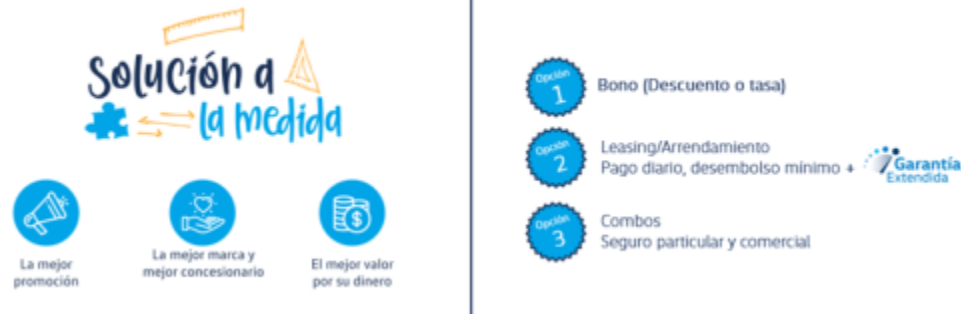 Solución a
la medida
La mejor
promoción
La mejor marca y
mejor concesionario
El mejor valor
por su dinero
Opción
1
Bono (Descuento o tasa)
Opción
2
Leasing/Arrendamiento
Pago diario, desembolso mínimo +
Garantía
Extendida
Opción
3
Combos
Seguro particular y comercial